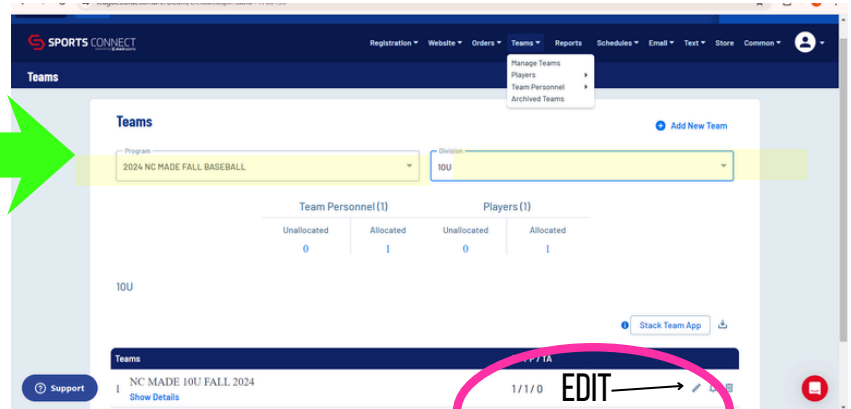 SPORTS CONNECT
Registration Website Orders Teams Reports Schedules Email Text Store Common
Manage Teams
Players
Team Personnel
Archived Teams
Teams
Teams
Add New Team
Program
2024 NC MADE FALL BASEBALL
Division
10U
Team Personnel (1) Players (1)
Unallocated Allocated Unallocated Allocated
0 1 0 1
10U
Stack Team App
Teams / TA
1 NC MADE 10U FALL 2024 1 / 1 / 0 EDIT
Show Details
Support